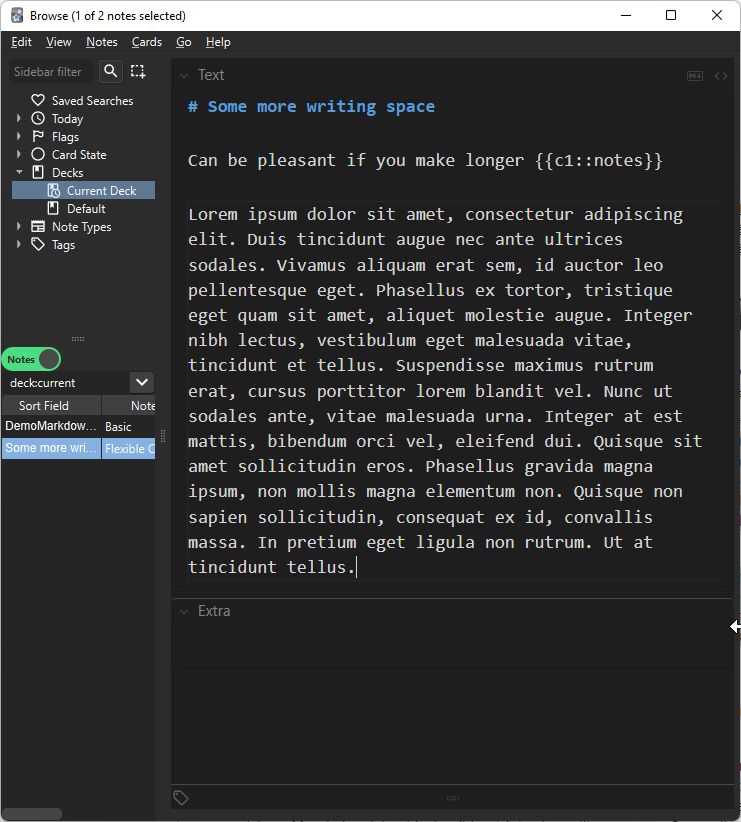 Browse (1 of 2 notes selected)
Edit View Notes Cards Go Help
Sidebar filter
Saved Searches
Today
Flags
Card State
Decks
Current Deck
Default
Note Types
Tags
Notes
deck:current
Sort Field Note
DemoMarkdow... Basic
Some more wri... Flexible C
Text
# Some more writing space
Can be pleasant if you make longer {{c1::notes}}
Lorem ipsum dolor sit amet, consectetur adipiscing
elit. Duis tincidunt augue nec ante ultrices
sodales. Vivamus aliquam erat sem, id auctor leo
pellentesque eget. Phasellus ex tortor, tristique
eget quam sit amet, aliquet molestie augue. Integer
nibh lectus, vestibulum eget malesuada vitae,
tincidunt et tellus. Suspendisse maximus rutrum
erat, cursus porttitor lorem blandit vel. Nunc ut
sodales ante, vitae malesuada urna. Integer at est
mattis, bibendum orci vel, eleifend dui. Quisque sit
amet sollicitudin eros. Phasellus gravida magna
ipsum, non mollis magna elementum non. Quisque non
sapien sollicitudin, consequat ex id, convallis
massa. In pretium eget ligula non rutrum. Ut at
tincidunt tellus.
Extra